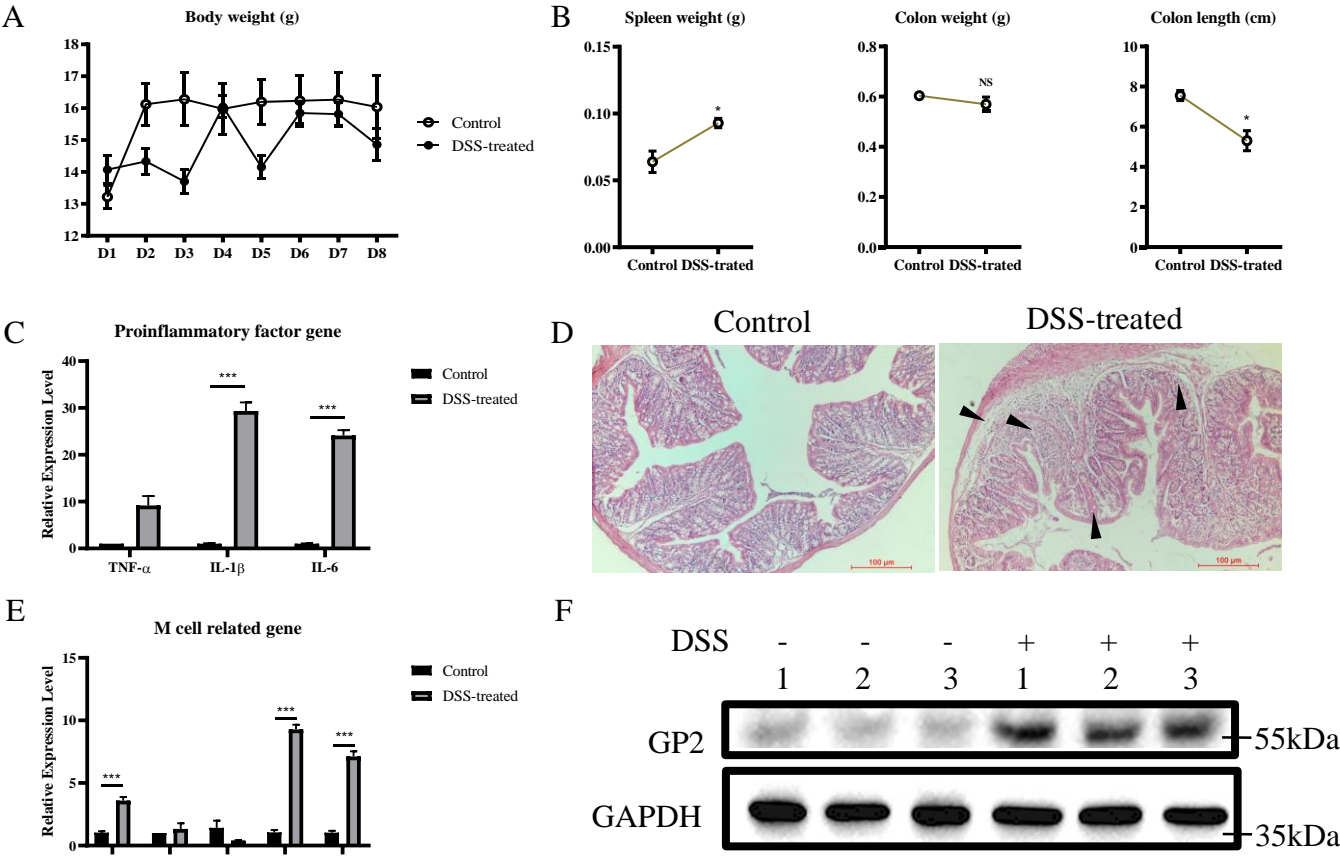 A
Body weight (g)
18
17
16
15
14
13
12
D1 D2 D3 D4 D5 D6 D7 D8
Control
DSS-treated
B
Spleen weight (g)
0.15
0.10
0.05
0.00
*
Control DSS-trated
Colon weight (g)
0.8
0.6
0.4
0.2
0.0
NS
Control DSS-trated
Colon length (cm)
10
8
6
4
2
0
*
Control DSS-trated
C
Proinflammatory factor gene
Relative Expression Level
40
30
20
10
0
***
***
TNF-α IL-1β IL-6
Control
DSS-treated
D
Control
DSS-treated
100 μm
100 μm
E
M cell related gene
Relative Expression Level
15
10
5
0
***
***
***
Control
DSS-treated
F
DSS - - - + + +
1 2 3 1 2 3
GP2
55kDa
GAPDH
35kDa